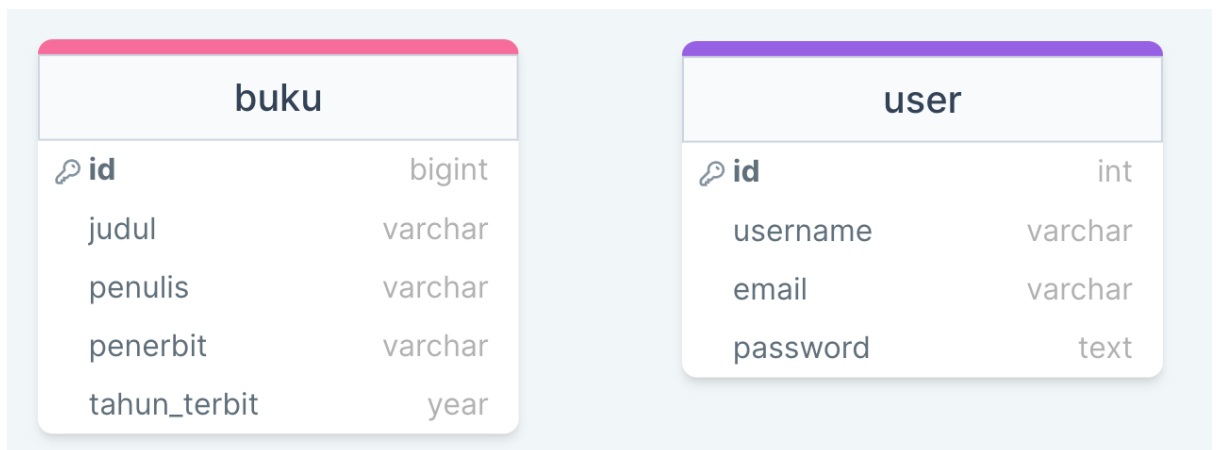 buku
id bigint
judul varchar
penulis varchar
penerbit varchar
tahun_terbit year
user
id int
username varchar
email varchar
password text